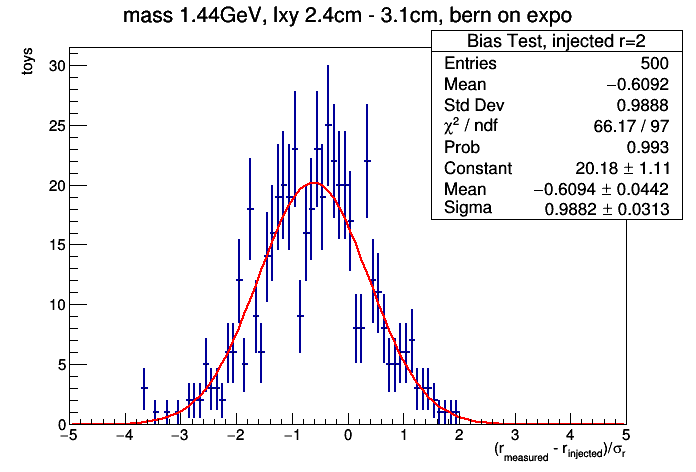 mass 1.44GeV, lxy 2.4cm - 3.1cm, bern on expo
Bias Test, injected r=2
Entries 500
Mean −0.6092
Std Dev 0.9888
χ² / ndf 66.17 / 97
Prob 0.993
Constant 20.18 ± 1.11
Mean −0.6094 ± 0.0442
Sigma 0.9882 ± 0.0313
toys
30
25
20
15
10
5
0
−5 −4 −3 −2 −1 0 1 2 3 4 5
(r_measured - r_injected)/σ_r